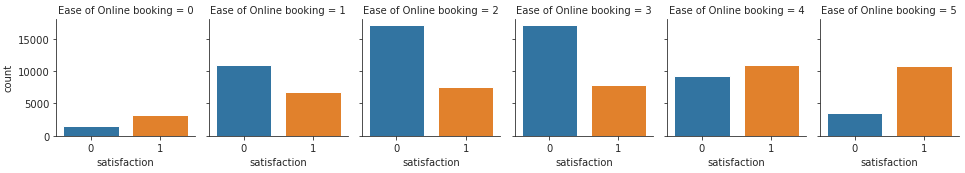 Ease of Online booking = 0
Ease of Online booking = 1
Ease of Online booking = 2
Ease of Online booking = 3
Ease of Online booking = 4
Ease of Online booking = 5
15000
10000
5000
0
count
0 1
0 1
0 1
0 1
0 1
0 1
satisfaction
satisfaction
satisfaction
satisfaction
satisfaction
satisfaction